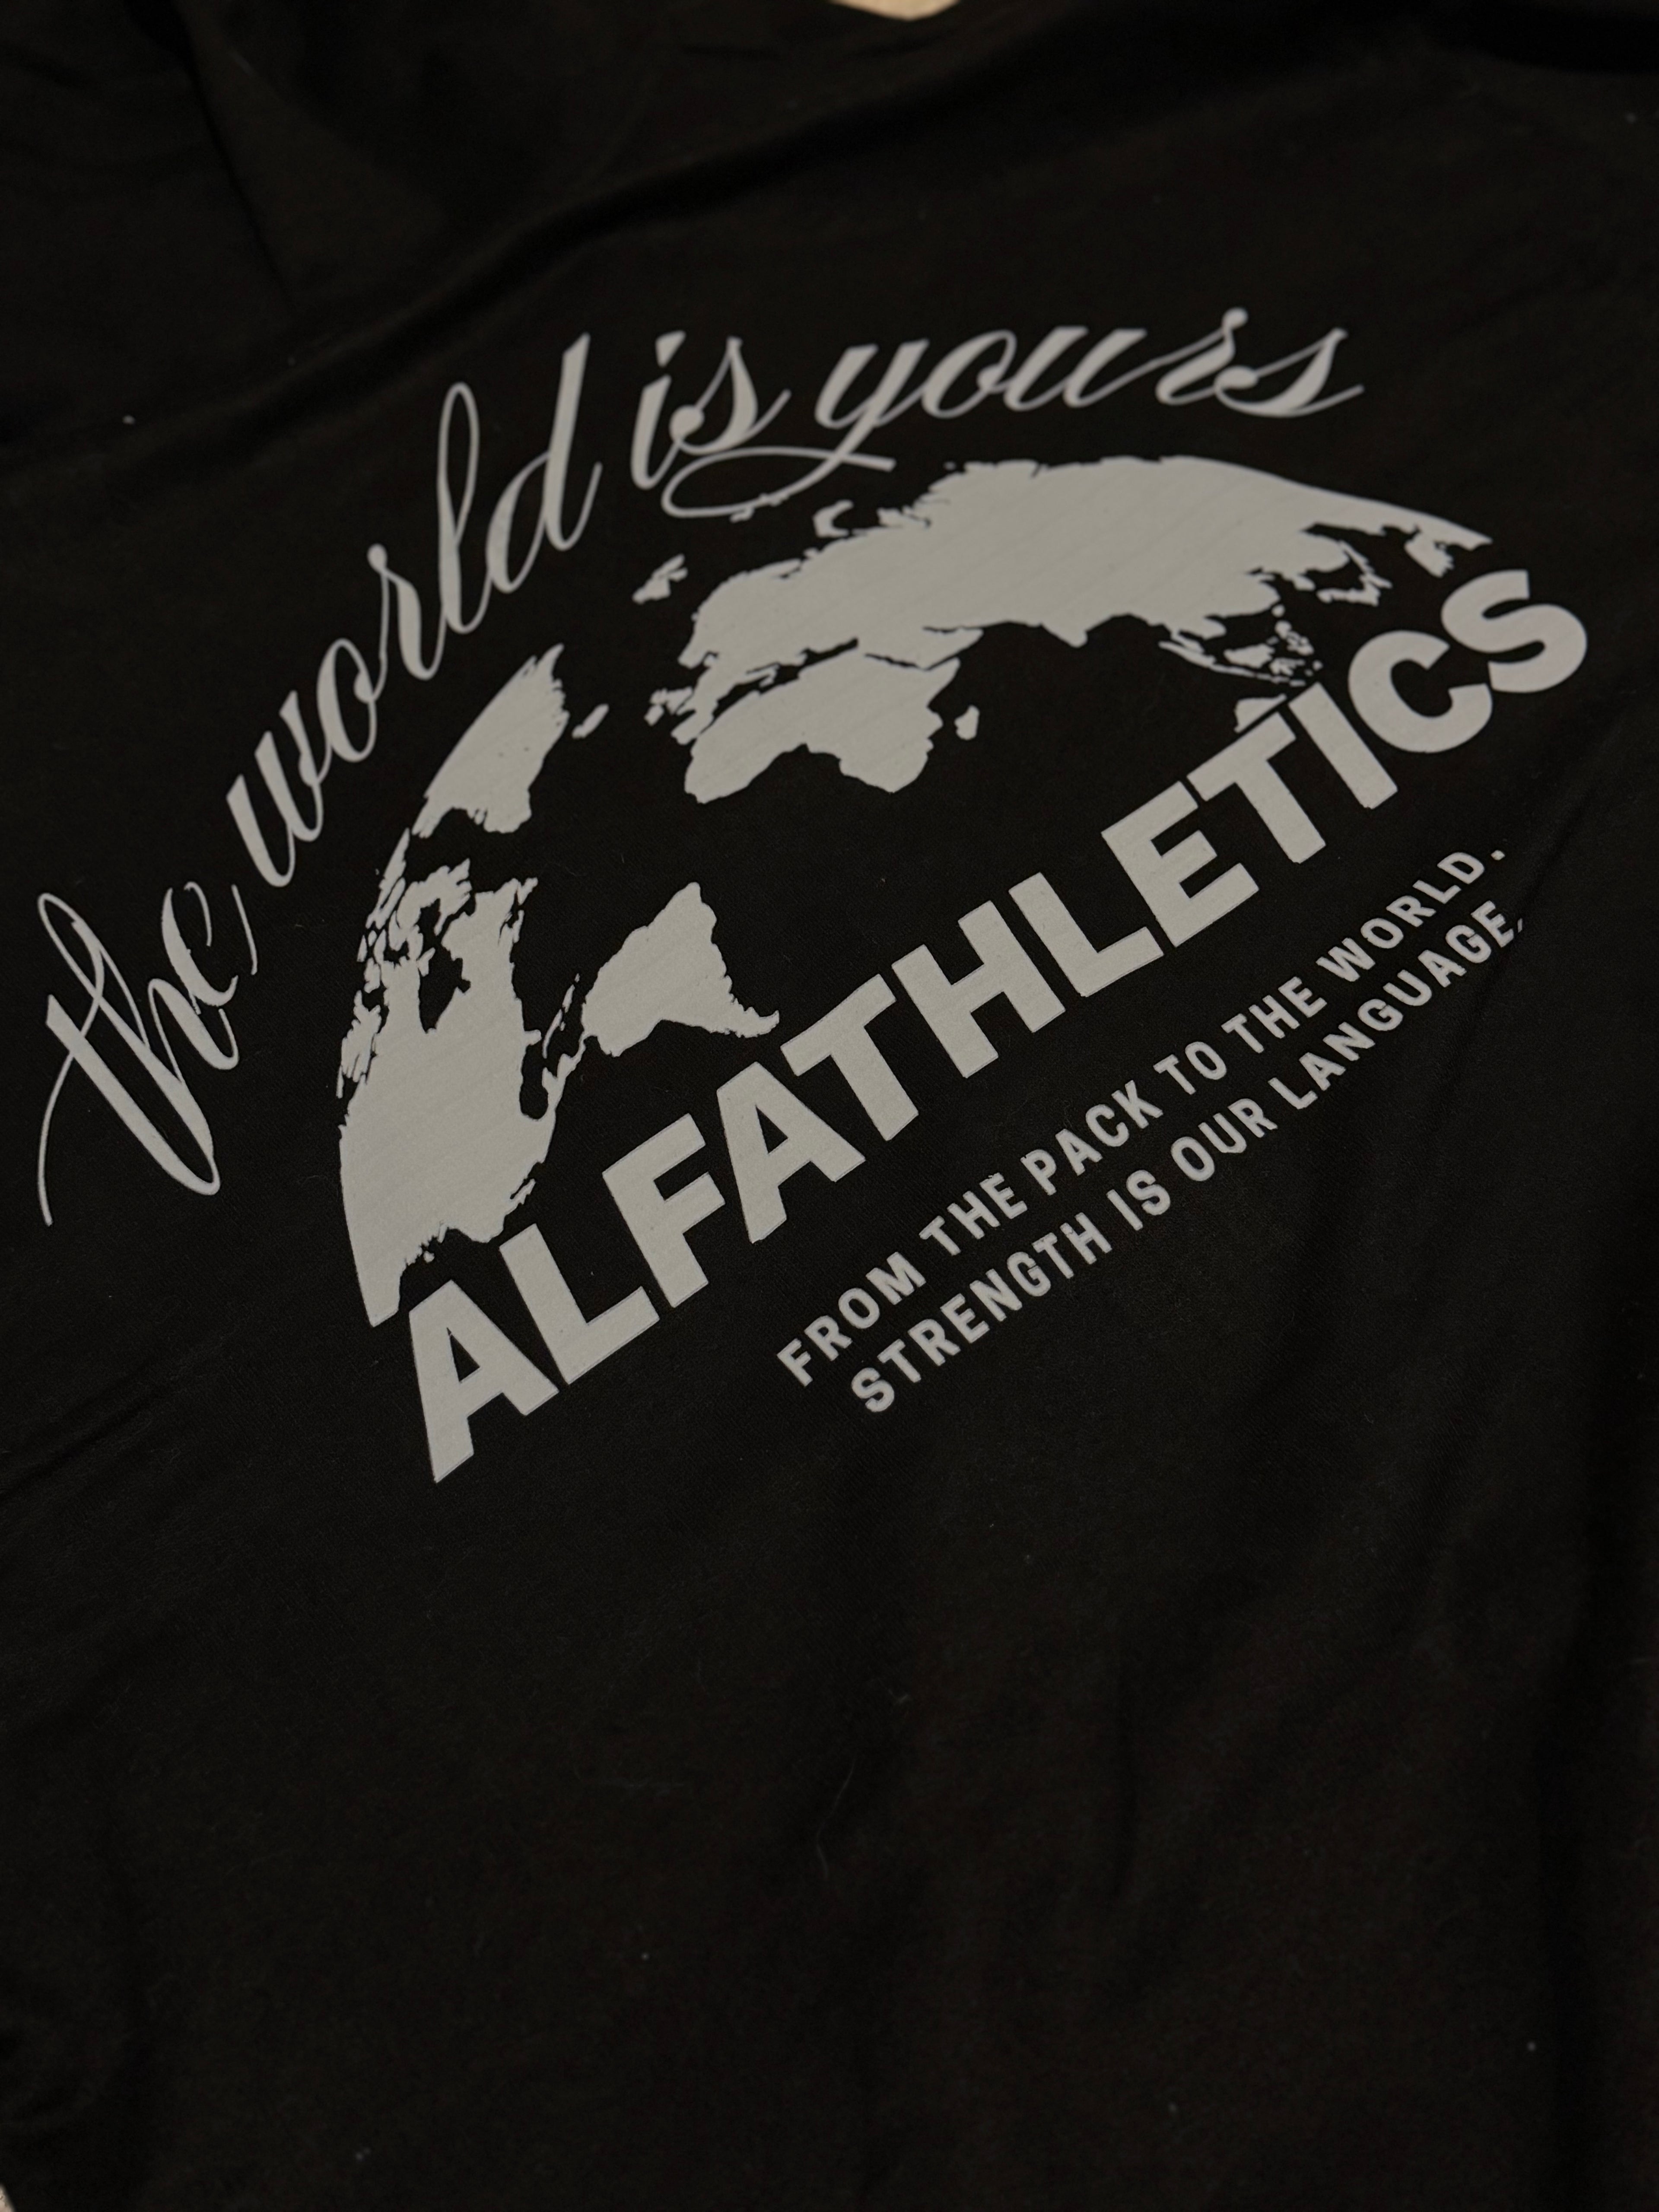 the world is yours
ALFATHLETICS
FROM THE PACK TO THE WORLD.
STRENGTH IS OUR LANGUAGE.